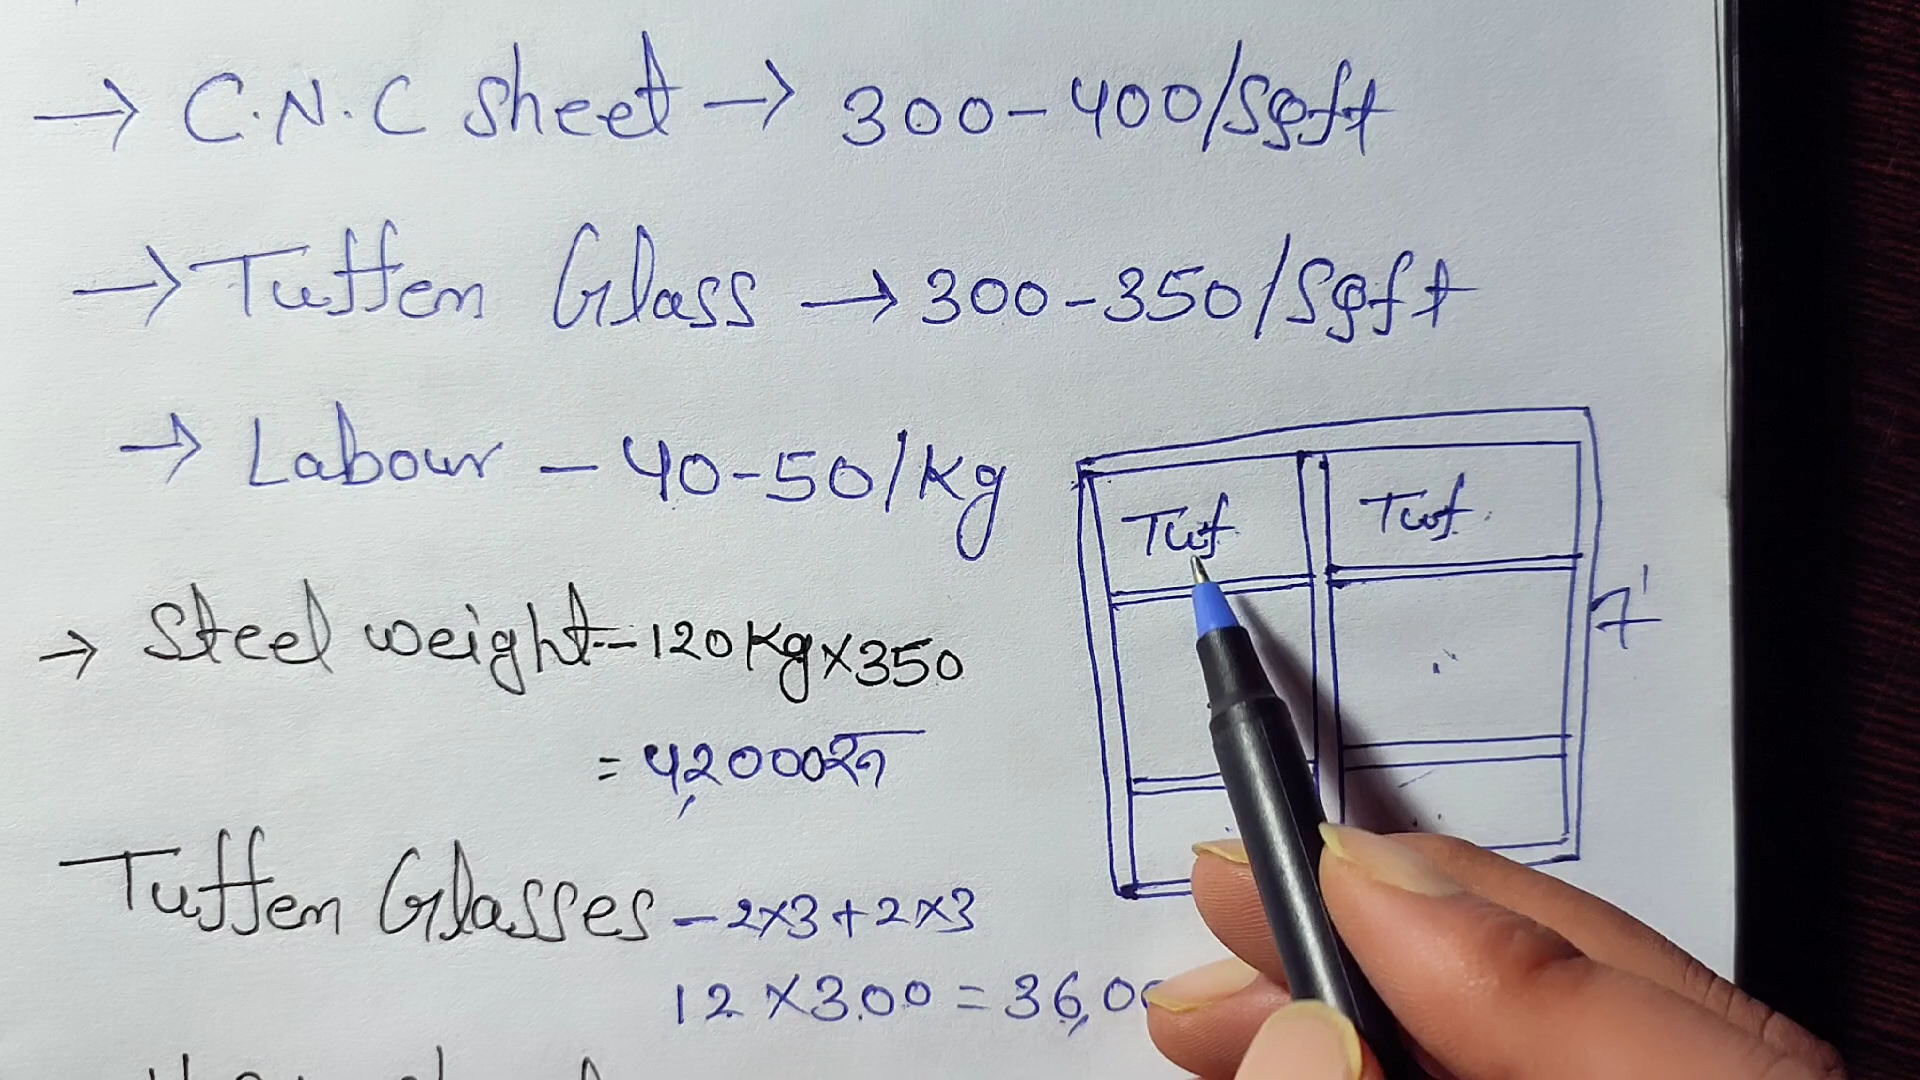 → C.N.C Sheet → 300-400/Sqft
→ Tuffen Glass → 300-350/Sqft
→ Labour - 40-50/Kg
Tuf. Tuf.
7'
→ Steel weight - 120Kg×350
= 42000रु
Tuffen Glasses - 2×3+2×3
12×300 = 36,0